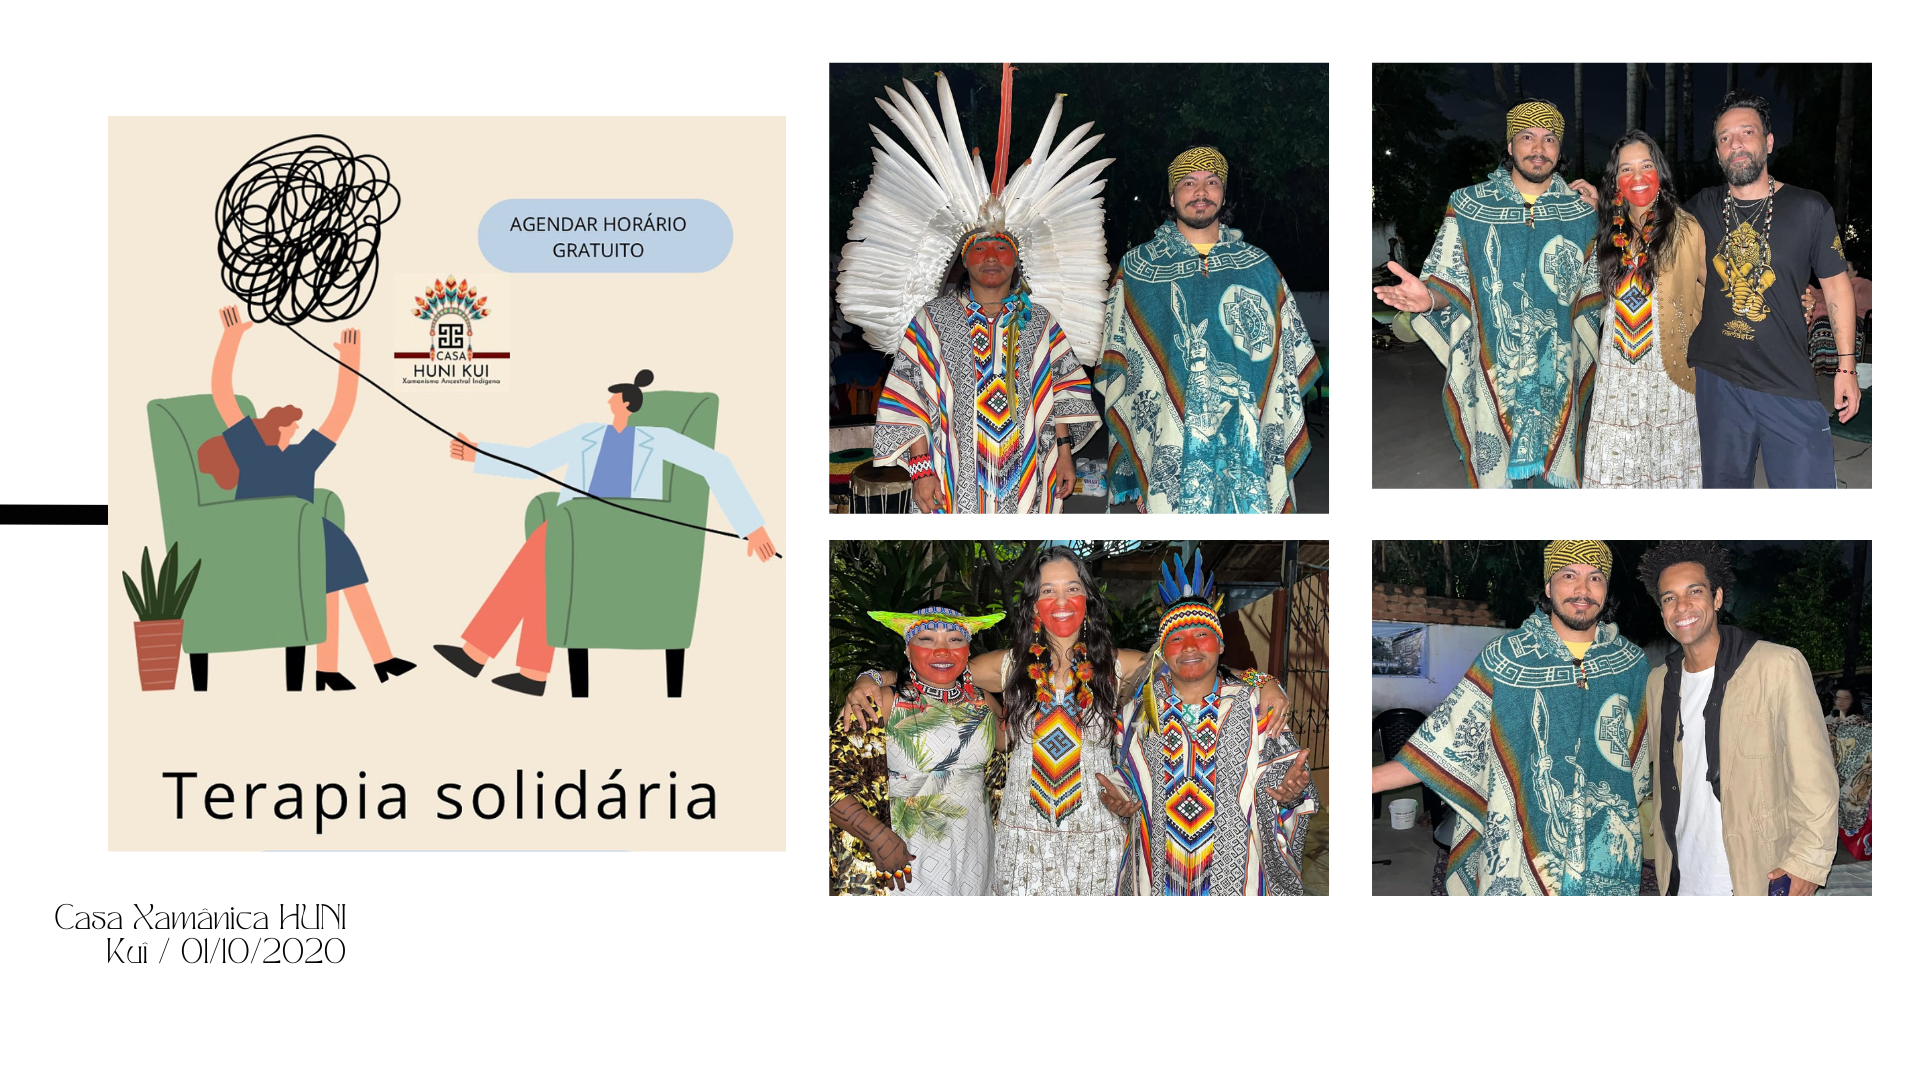 AGENDAR HORÁRIO
GRATUITO
CASA
HUNI KUI
Xamanismo Ancestral Indígena
Terapia solidária
Casa Xamânica HUNI
Kuî / 01/10/2020